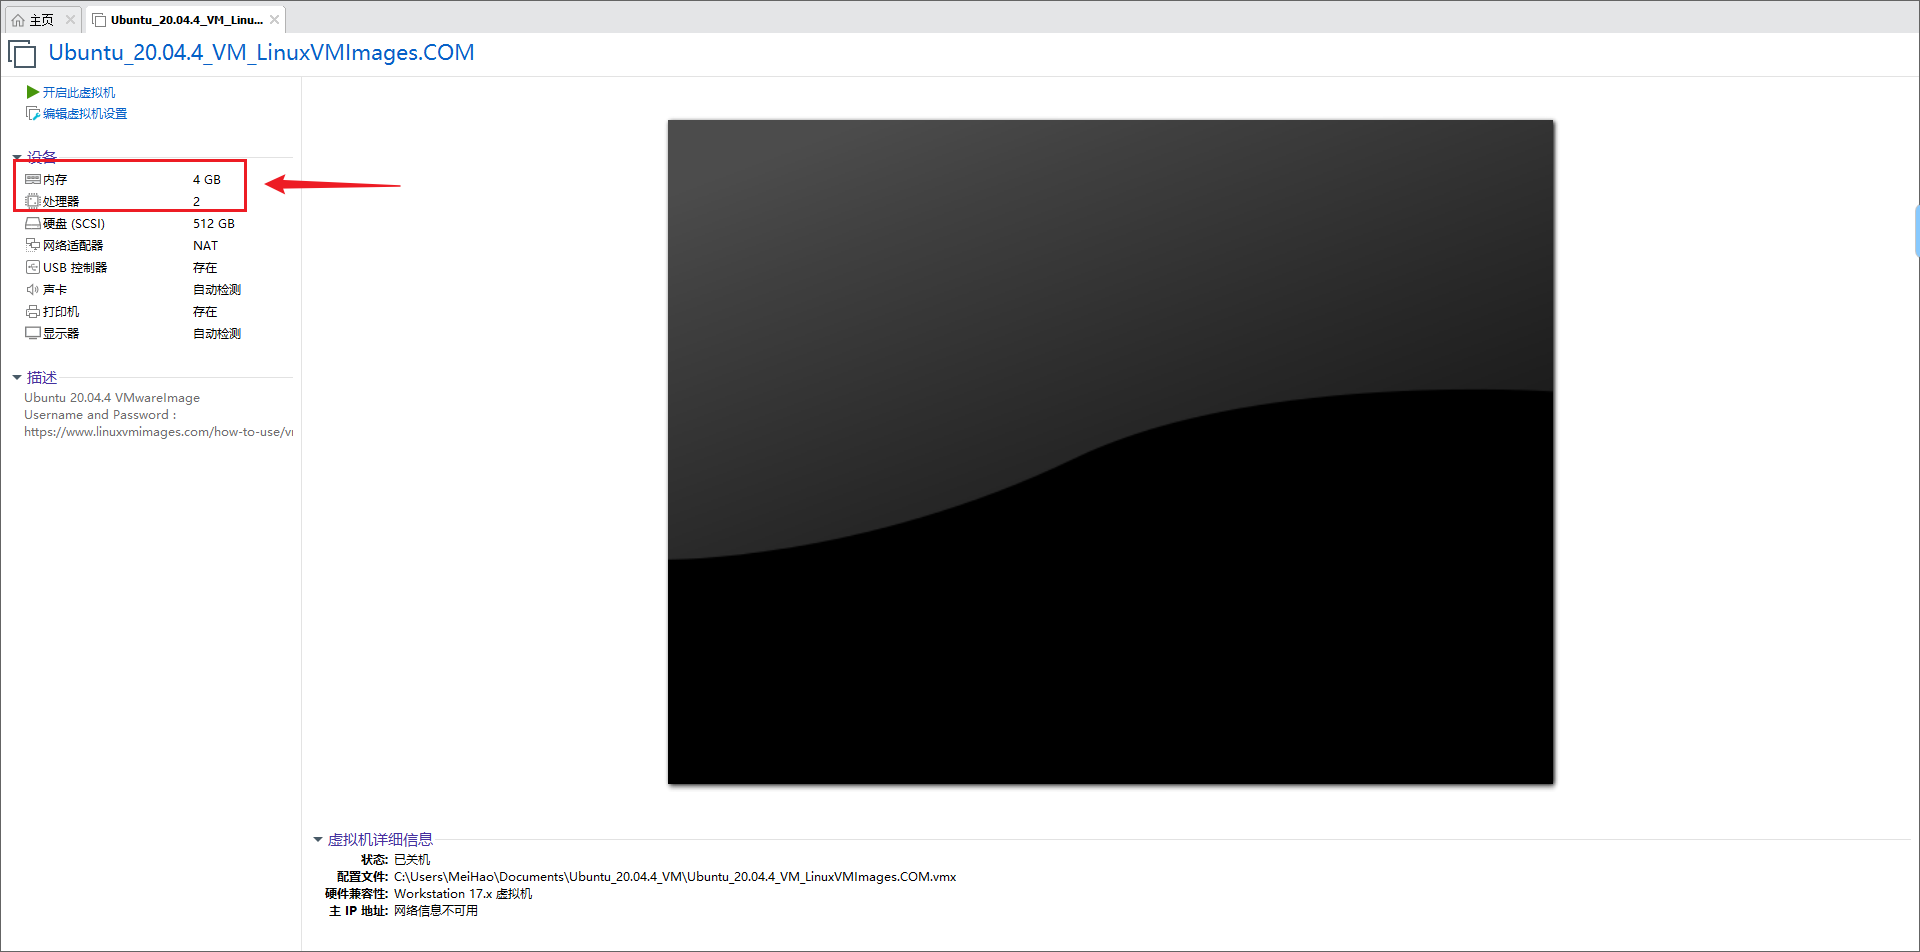 主页
Ubuntu_20.04.4_VM_Linu...
Ubuntu_20.04.4_VM_LinuxVMImages.COM
开启此虚拟机
编辑虚拟机设置
设备
内存 4 GB
处理器 2
硬盘 (SCSI) 512 GB
网络适配器 NAT
USB 控制器 存在
声卡 自动检测
打印机 存在
显示器 自动检测
描述
Ubuntu 20.04.4 VMwareImage
Username and Password :
https://www.linuxvmimages.com/how-to-use/vr
虚拟机详细信息
状态: 已关机
配置文件: C:\Users\MeiHao\Documents\Ubuntu_20.04.4_VM\Ubuntu_20.04.4_VM_LinuxVMImages.COM.vmx
硬件兼容性: Workstation 17.x 虚拟机
主 IP 地址: 网络信息不可用